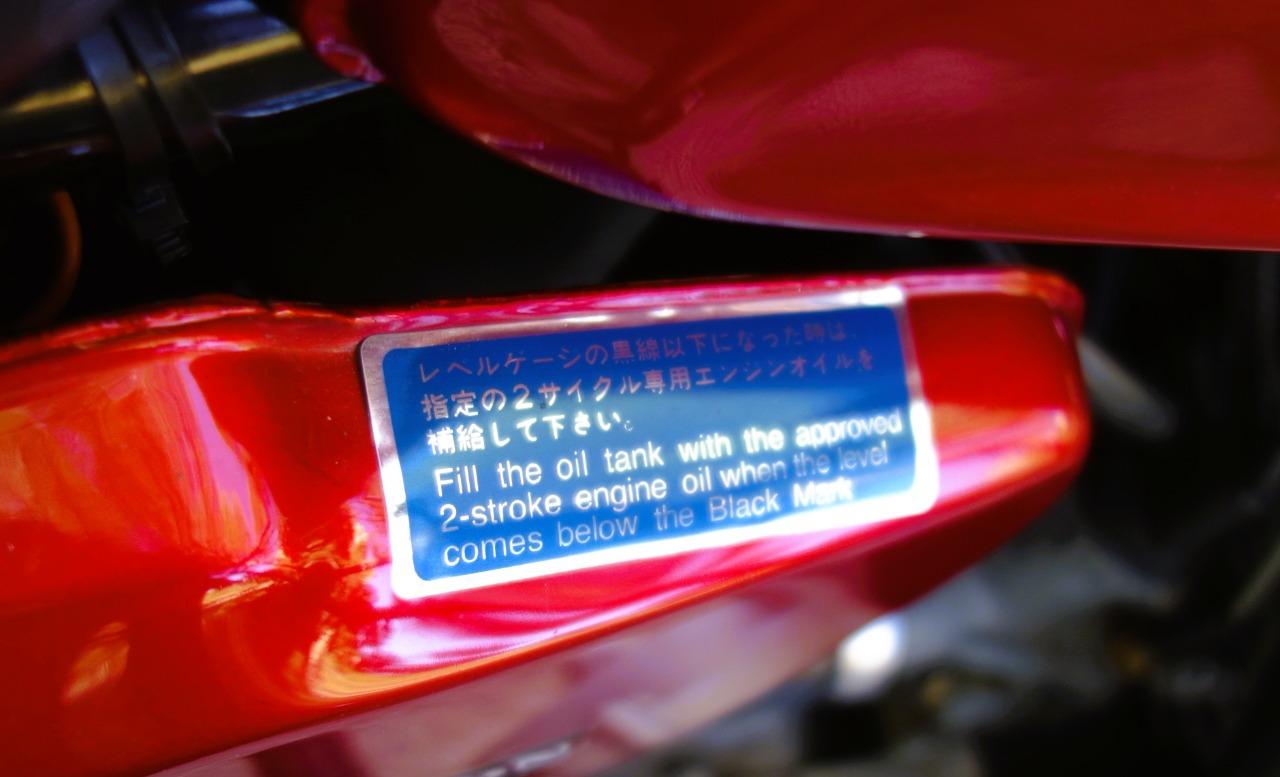 レベルゲージの黒線以下になった時は、
指定の2サイクル専用エンジンオイルを
補給して下さい。
Fill the oil tank with the approved
2-stroke engine oil when the level
comes below the Black Mark